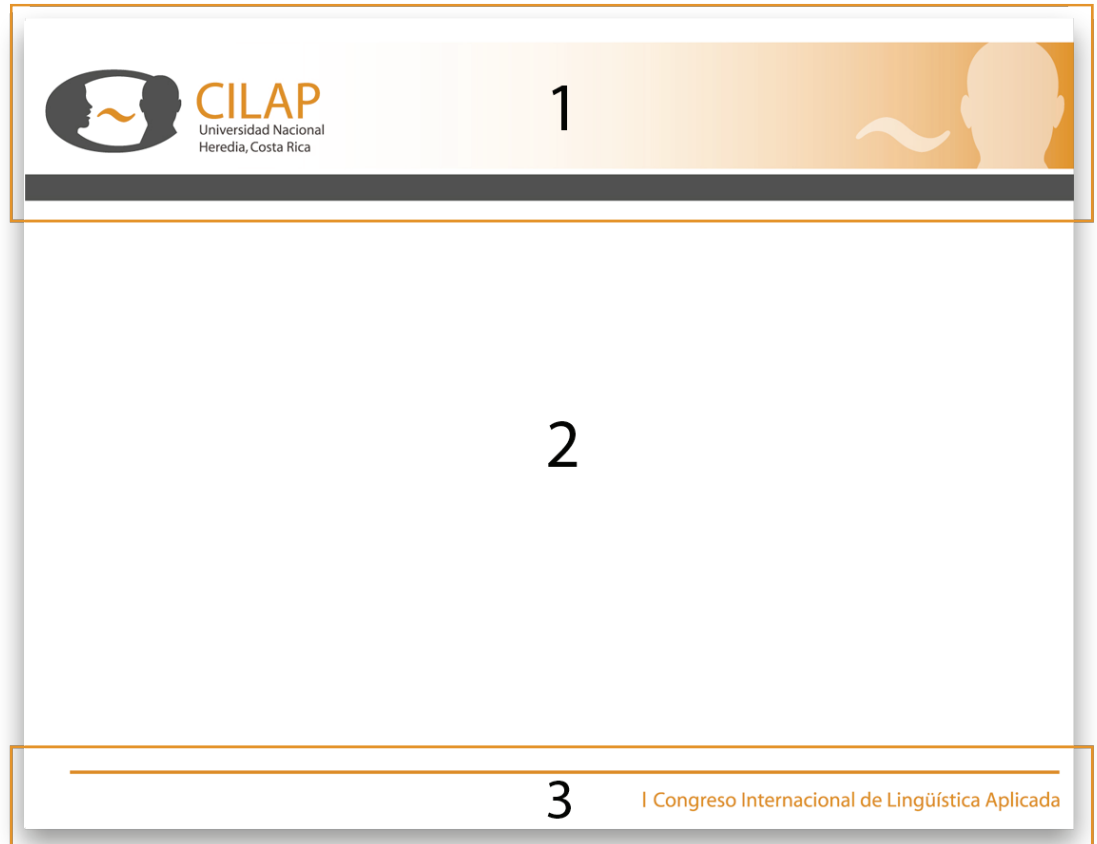 CILAP
Universidad Nacional
Heredia, Costa Rica
1
2
3
I Congreso Internacional de Lingüística Aplicada